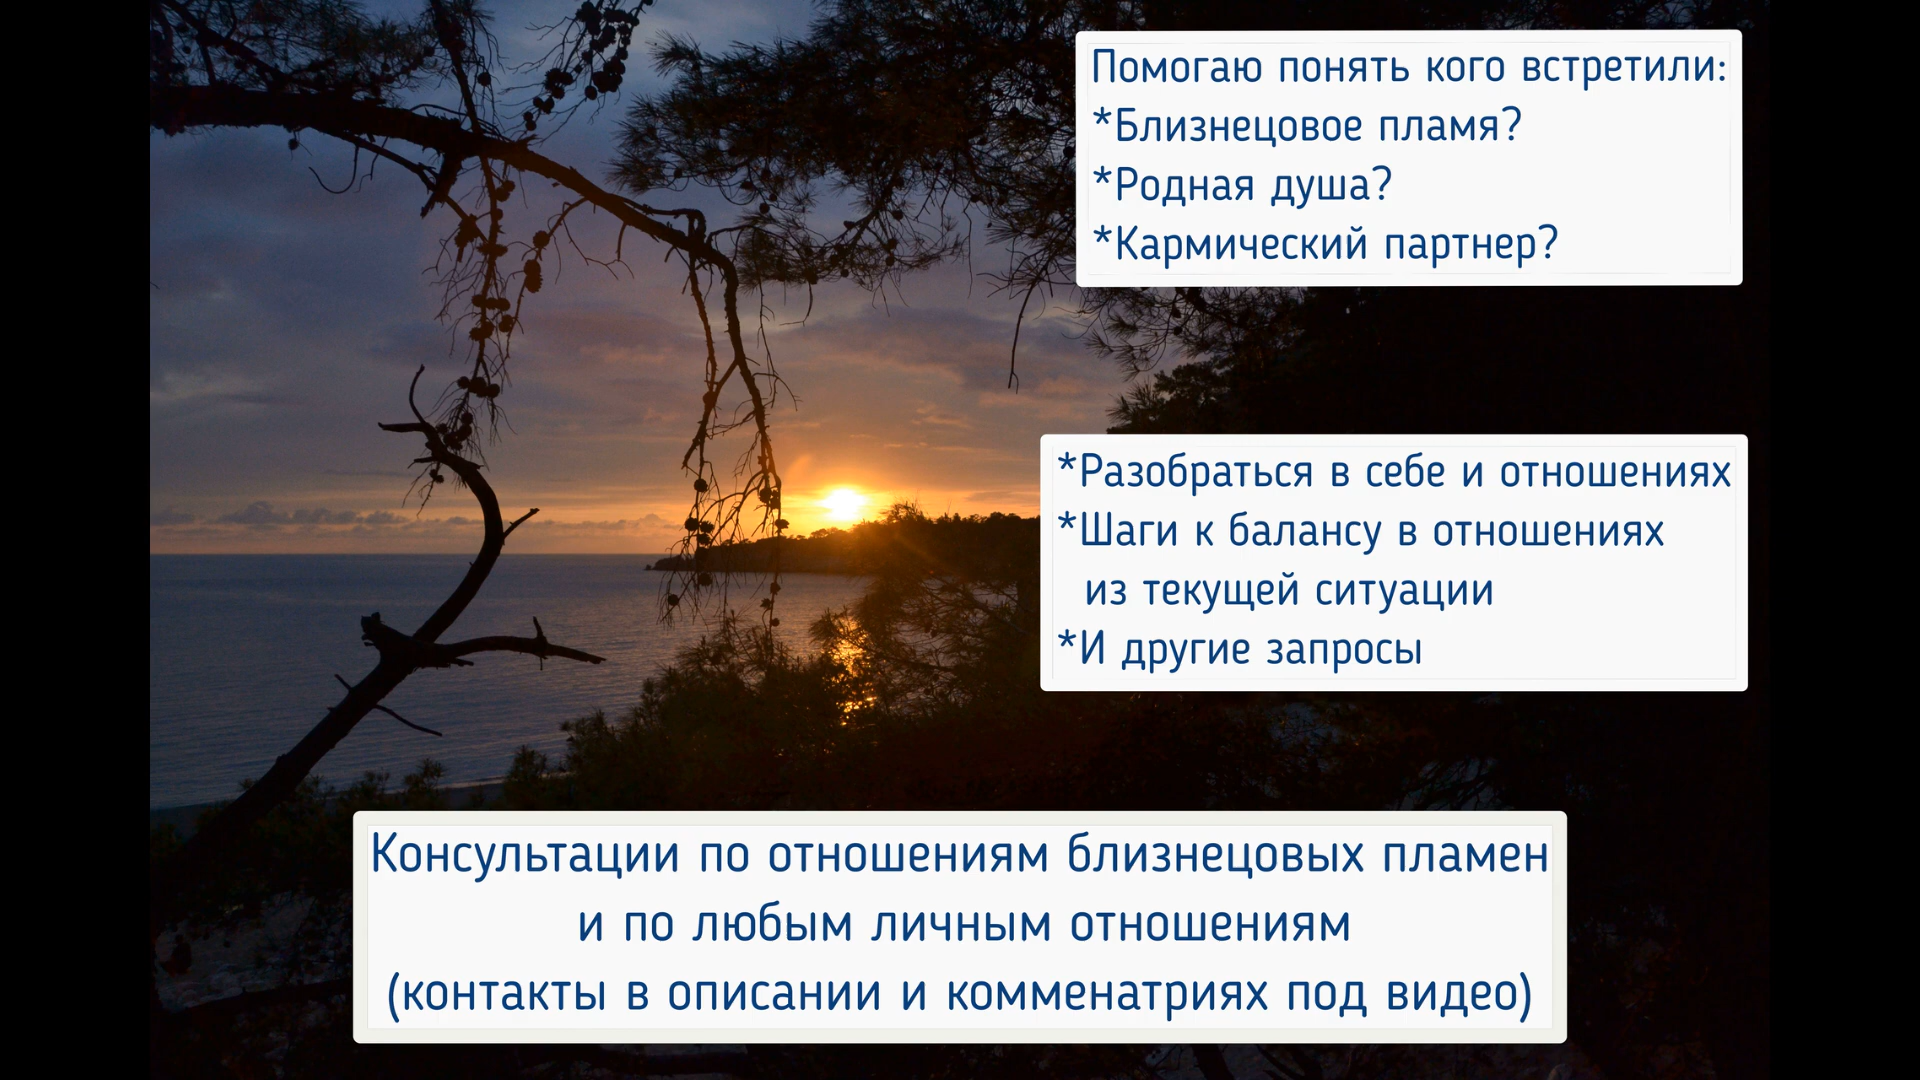 Помогаю понять кого встретили:
*Близнецовое пламя?
*Родная душа?
*Кармический партнер?
*Разобраться в себе и отношениях
*Шаги к балансу в отношениях
из текущей ситуации
*И другие запросы
Консультации по отношениям близнецовых пламен
и по любым личным отношениям
(контакты в описании и комменатриях под видео)